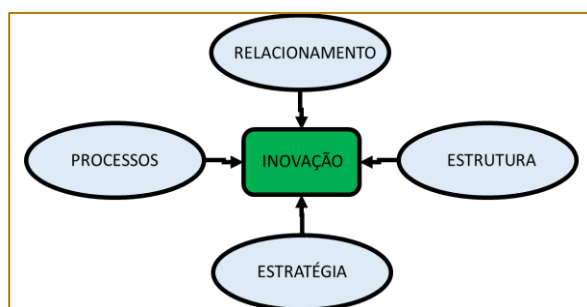 RELACIONAMENTO
PROCESSOS
INOVAÇÃO
ESTRUTURA
ESTRATÉGIA